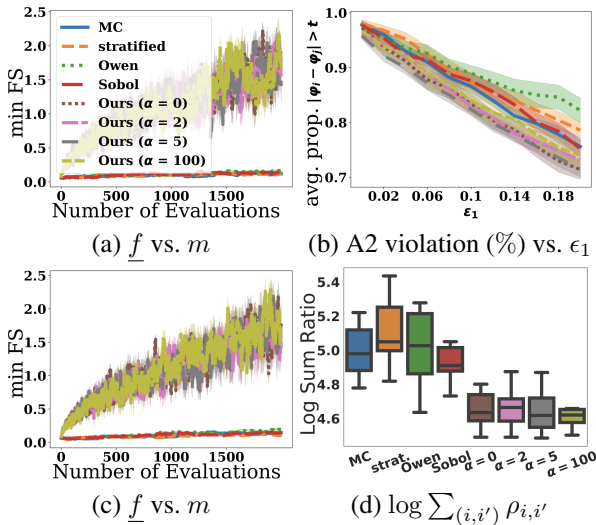 min FS
2.5
2.0
1.5
1.0
0.5
0.0
MC
stratified
Owen
Sobol
Ours (α = 0)
Ours (α = 2)
Ours (α = 5)
Ours (α = 100)
0 500 1000 1500
Number of Evaluations
(a) f vs. m
avg. prop. |φi − φj| > t
1.0
0.9
0.8
0.7
0.02 0.06 0.10 0.14 0.18
ε1
(b) A2 violation (%) vs. ϵ1
min FS
2.5
2.0
1.5
1.0
0.5
0.0
0 500 1000 1500
Number of Evaluations
(c) f vs. m
Log Sum Ratio
5.4
5.2
5.0
4.8
4.6
MC strat. Owen Sobol α = 0 α = 2 α = 5 α = 100
(d) log ∑(i,i′) ρi,i′